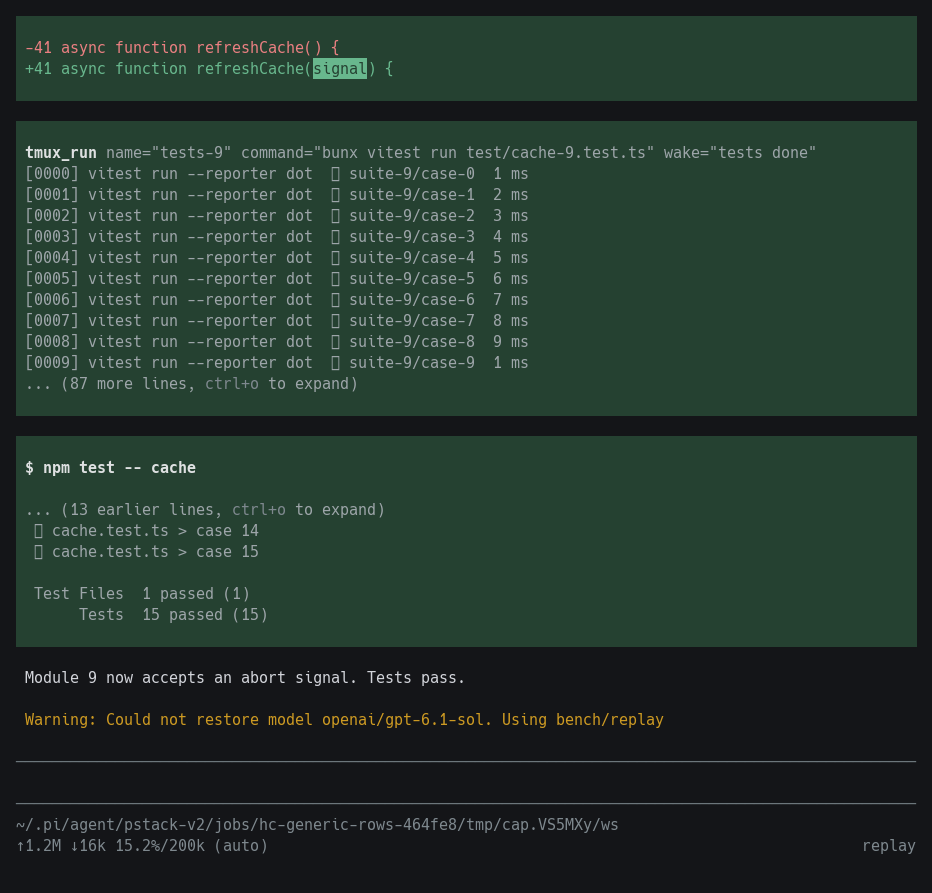 -41 async function refreshCache() {
+41 async function refreshCache(signal) {
tmux_run name="tests-9" command="bunx vitest run test/cache-9.test.ts" wake="tests done"
[0000] vitest run --reporter dot  ▯ suite-9/case-0  1 ms
[0001] vitest run --reporter dot  ▯ suite-9/case-1  2 ms
[0002] vitest run --reporter dot  ▯ suite-9/case-2  3 ms
[0003] vitest run --reporter dot  ▯ suite-9/case-3  4 ms
[0004] vitest run --reporter dot  ▯ suite-9/case-4  5 ms
[0005] vitest run --reporter dot  ▯ suite-9/case-5  6 ms
[0006] vitest run --reporter dot  ▯ suite-9/case-6  7 ms
[0007] vitest run --reporter dot  ▯ suite-9/case-7  8 ms
[0008] vitest run --reporter dot  ▯ suite-9/case-8  9 ms
[0009] vitest run --reporter dot  ▯ suite-9/case-9  1 ms
... (87 more lines, ctrl+o to expand)
$ npm test -- cache
... (13 earlier lines, ctrl+o to expand)
▯ cache.test.ts > case 14
▯ cache.test.ts > case 15
Test Files  1 passed (1)
Tests  15 passed (15)
Module 9 now accepts an abort signal. Tests pass.
Warning: Could not restore model openai/gpt-6.1-sol. Using bench/replay
~/.pi/agent/pstack-v2/jobs/hc-generic-rows-464fe8/tmp/cap.VS5MXy/ws
↑1.2M ↓16k 15.2%/200k (auto) replay